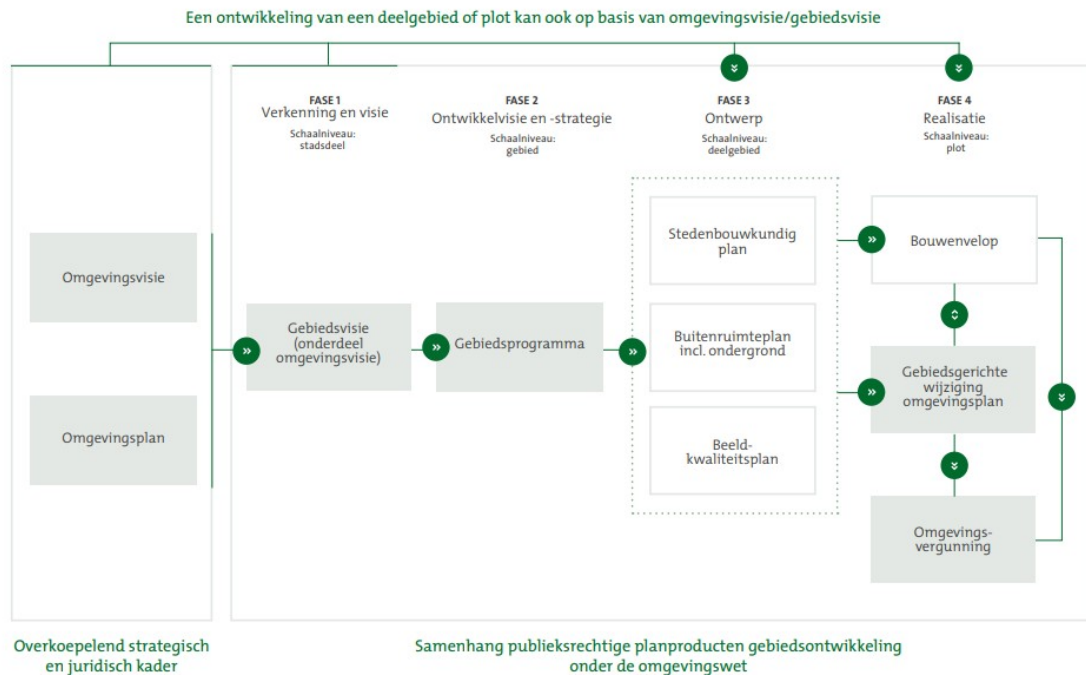 Een ontwikkeling van een deelgebied of plot kan ook op basis van omgevingsvisie/gebiedsvisie
FASE 1
Verkenning en visie
Schaalniveau:
stadsdeel
FASE 2
Ontwikkelvisie en -strategie
Schaalniveau:
gebied
FASE 3
Ontwerp
Schaalniveau:
deelgebied
FASE 4
Realisatie
Schaalniveau:
plot
Omgevingsvisie
Omgevingsplan
Gebiedsvisie
(onderdeel
omgevingsvisie)
Gebiedsprogramma
Stedenbouwkundig
plan
Buitenruimteplan
incl. ondergrond
Beeld-
kwaliteitsplan
Bouwenvelop
Gebiedsgerichte
wijziging
omgevingsplan
Omgevings-
vergunning
Overkoepelend strategisch
en juridisch kader
Samenhang publieksrechtige planproducten gebiedsontwikkeling
onder de omgevingswet